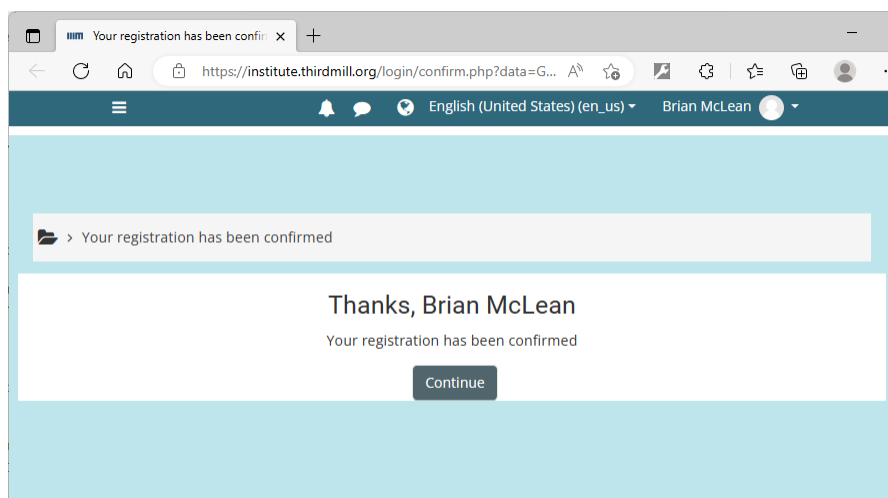 Your registration has been confin
https://institute.thirdmill.org/login/confirm.php?data=G...
English (United States) (en_us)
Brian McLean
Your registration has been confirmed
Thanks, Brian McLean
Your registration has been confirmed
Continue